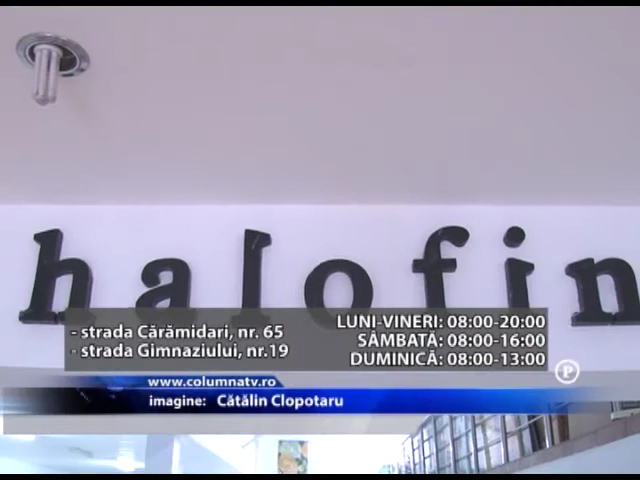 halofin
- strada Cărămidari, nr. 65
- strada Gimnaziului, nr.19
LUNI-VINERI: 08:00-20:00
SÂMBATĂ: 08:00-16:00
DUMINICĂ: 08:00-13:00
P
www.columnatv.ro
imagine: Cătălin Clopotaru